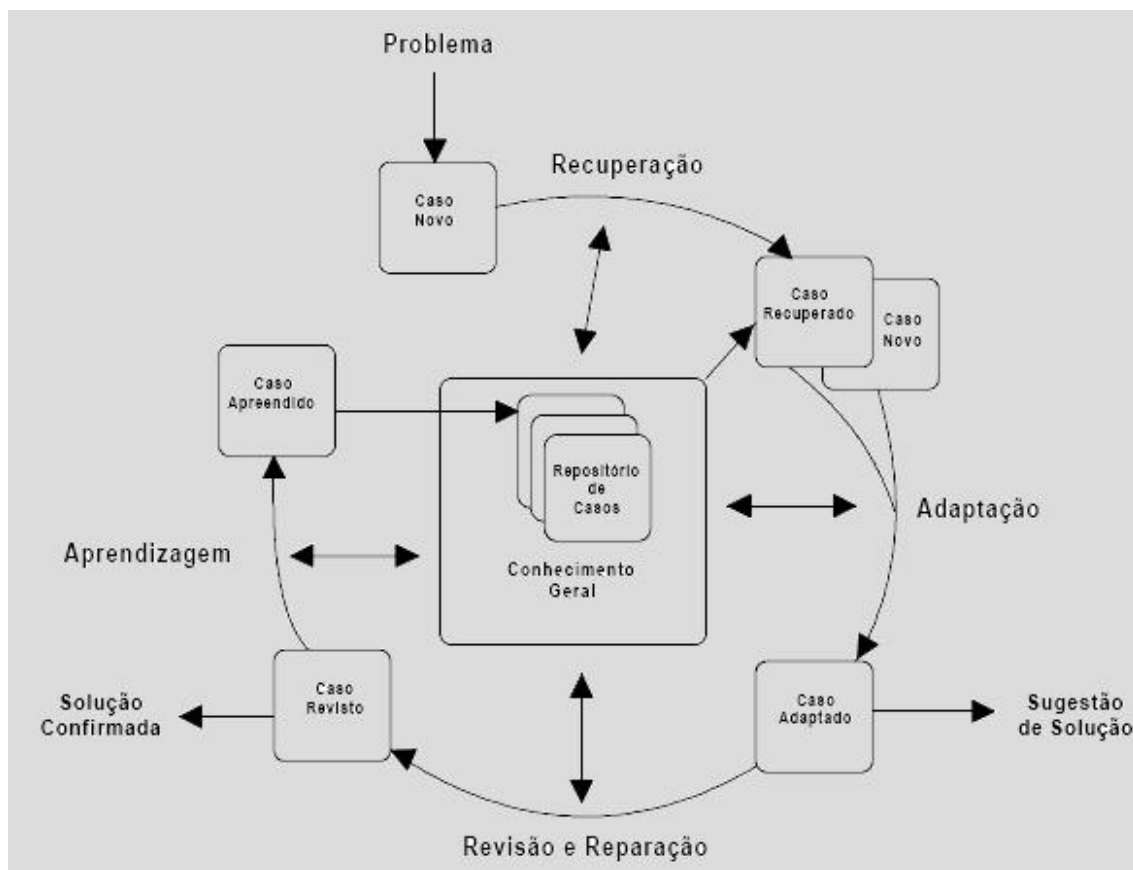 Problema
Recuperação
Caso
Novo
Caso
Recuperado
Caso
Novo
Caso
Apreendido
Repositório
de
Casos
Adaptação
Aprendizagem
Conhecimento
Geral
Caso
Revisto
Solução
Confirmada
Caso
Adaptado
Sugestão
de Solução
Revisão e Reparação